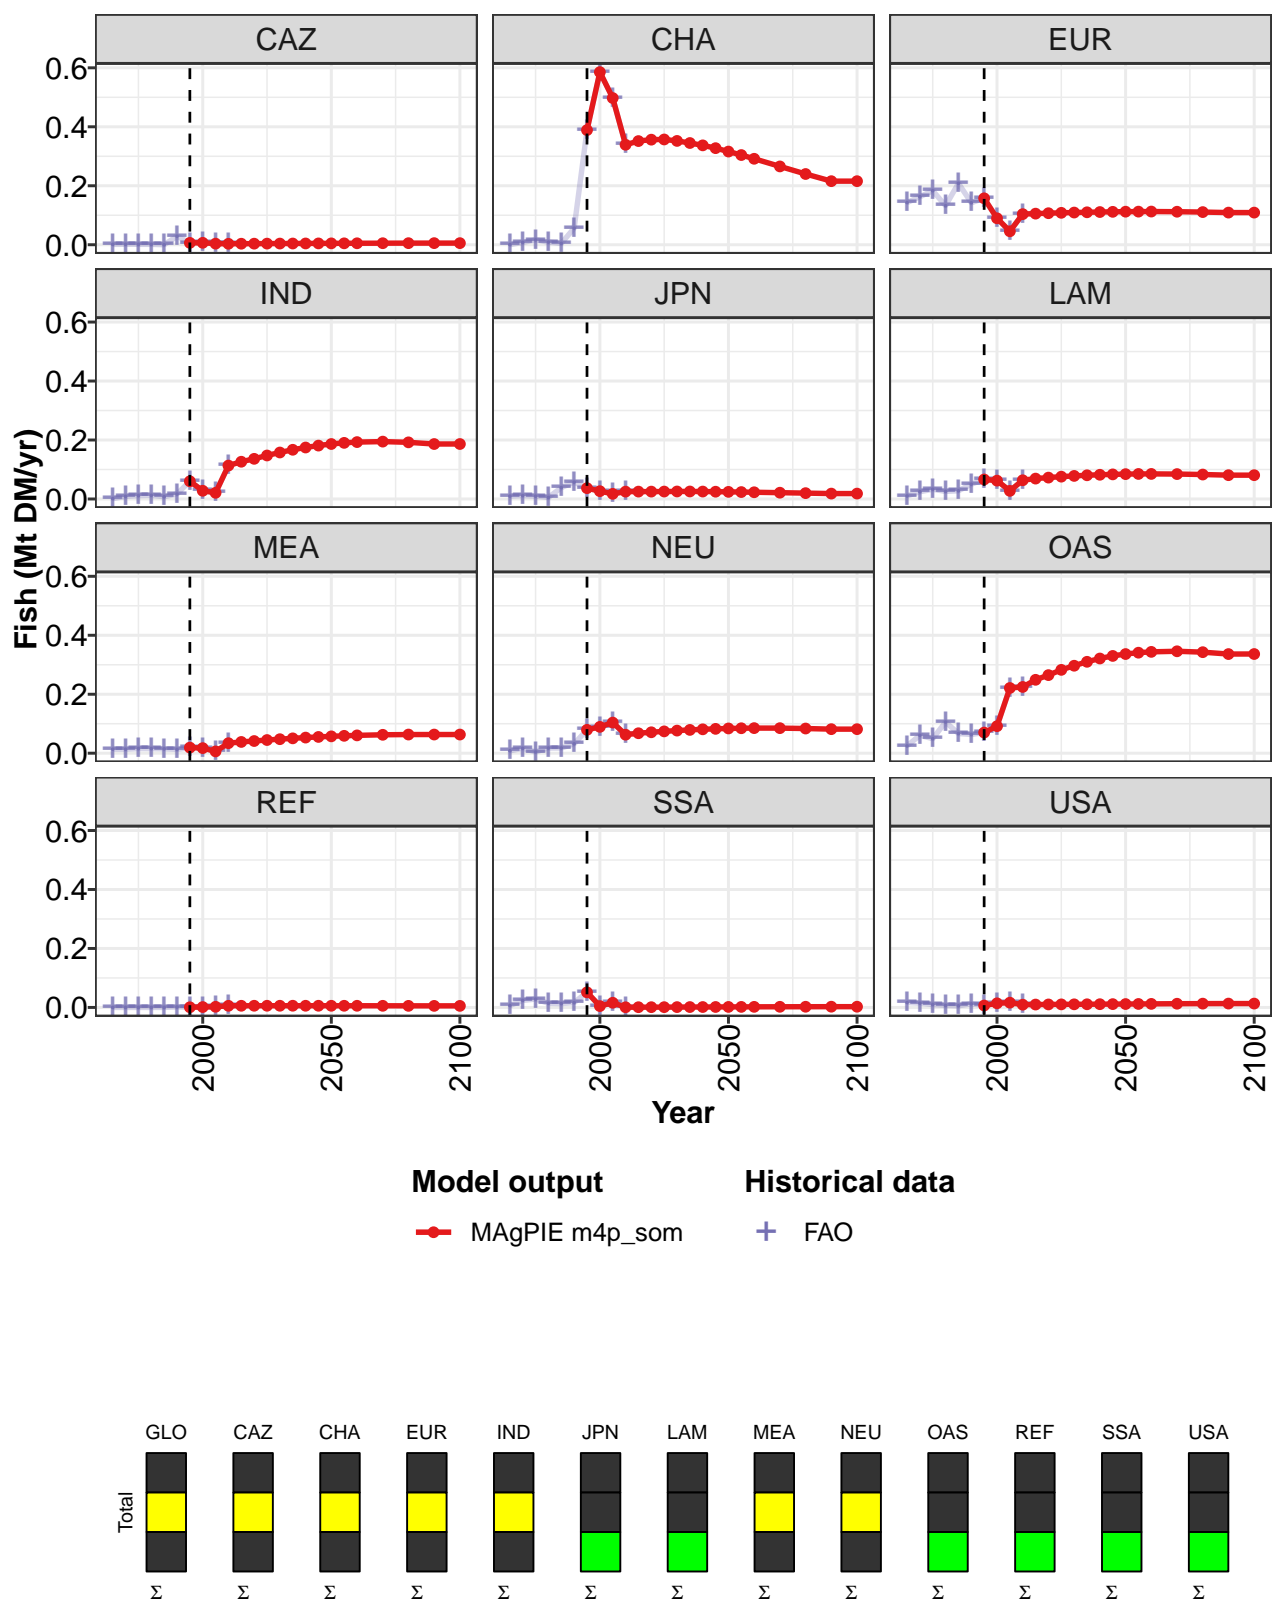 CAZ CHA EUR
0.6
0.4
0.2
0.0
IND JPN LAM
0.6
0.4
0.2
0.0
Fish (Mt DM/yr)
MEA NEU OAS
0.6
0.4
0.2
0.0
REF SSA USA
0.6
0.4
0.2
0.0
2000 2050 2100 2000 2050 2100 2000 2050 2100
Year
Model output Historical data
MAgPIE m4p_som FAO
GLO CAZ CHA EUR IND JPN LAM MEA NEU OAS REF SSA USA
Total
Σ Σ Σ Σ Σ Σ Σ Σ Σ Σ Σ Σ Σ